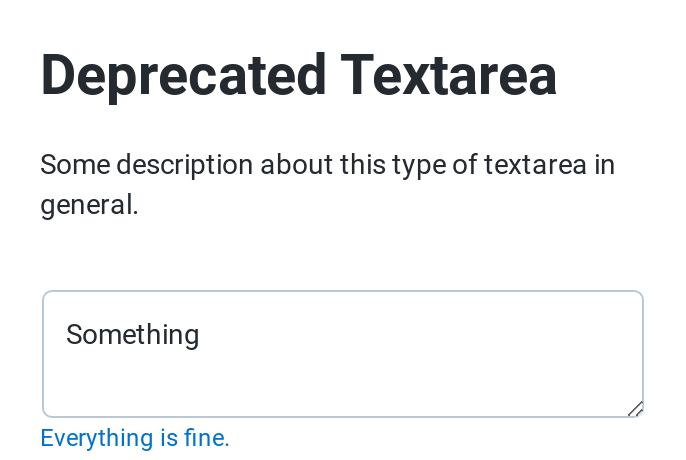 Deprecated Textarea
Some description about this type of textarea in
general.
Something
Everything is fine.